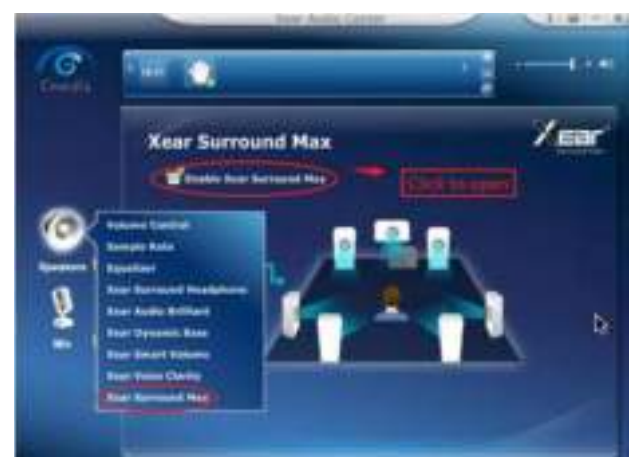 Xear Audio Center
Cmedia
Xear Surround Max
Xear
Enable Xear Surround Max
Click to open
Volume Control
Sample Rate
Speakers
Equalizer
Xear Surround Headphone
Xear Audio Brilliant
Xear Dynamic Bass
Xear Smart Volume
Mic
Xear Voice Clarity
Xear Surround Max